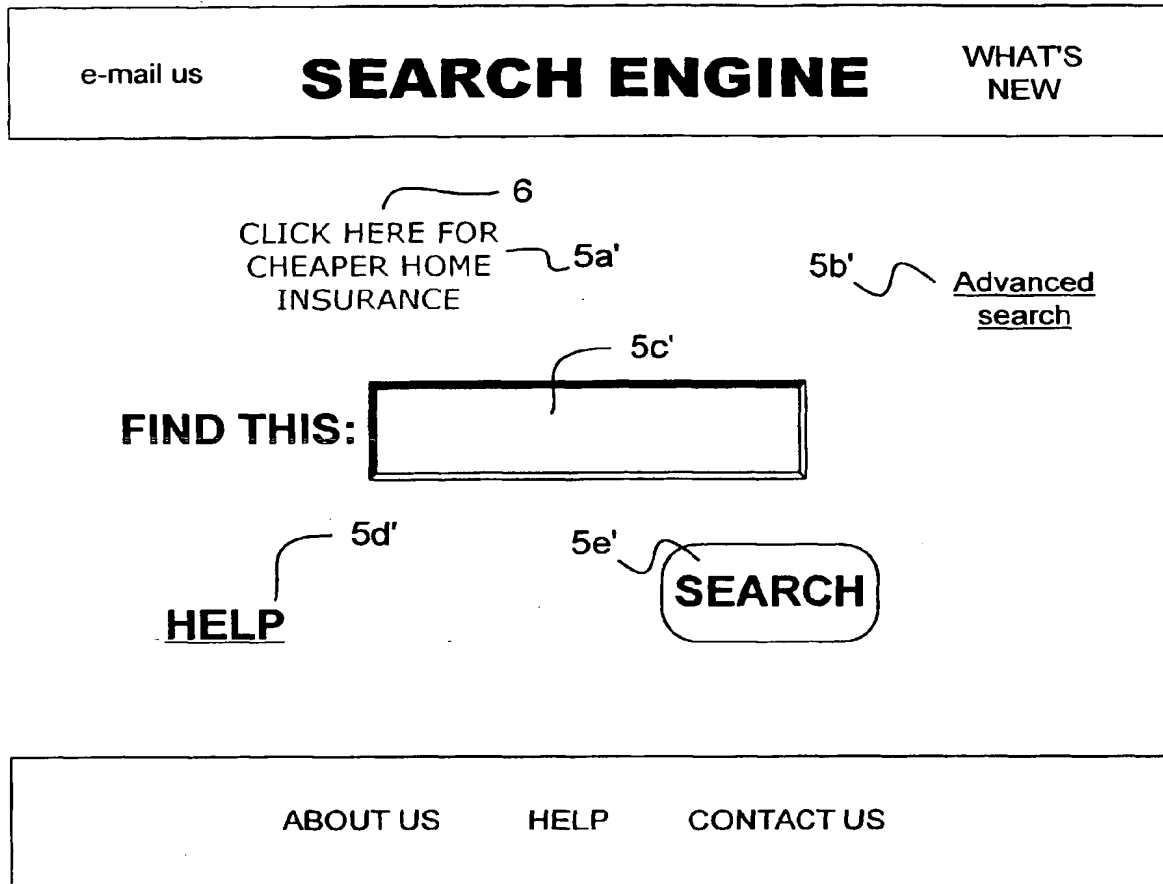 e-mail us SEARCH ENGINE WHAT'S
NEW
6
CLICK HERE FOR
CHEAPER HOME
INSURANCE
5a'
5b'
Advanced
search
5c'
FIND THIS:
5d'
5e'
HELP
SEARCH
ABOUT US HELP CONTACT US